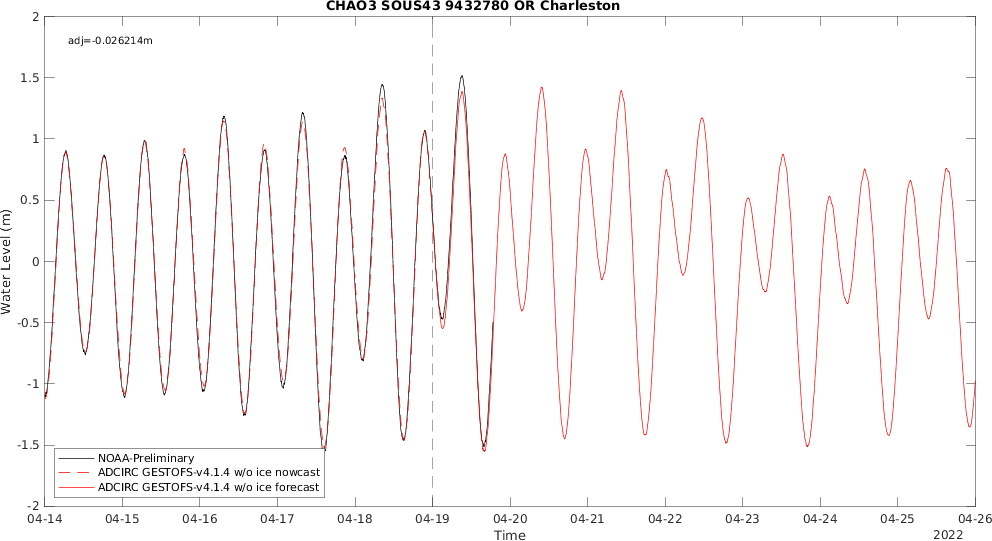 CHAO3 SOUS43 9432780 OR Charleston
adj=-0.026214m
2
1.5
1
0.5
0
-0.5
-1
-1.5
-2
Water Level (m)
NOAA-Preliminary
ADCIRC GESTOFS-v4.1.4 w/o ice nowcast
ADCIRC GESTOFS-v4.1.4 w/o ice forecast
04-14 04-15 04-16 04-17 04-18 04-19 04-20 04-21 04-22 04-23 04-24 04-25 04-26
Time
2022